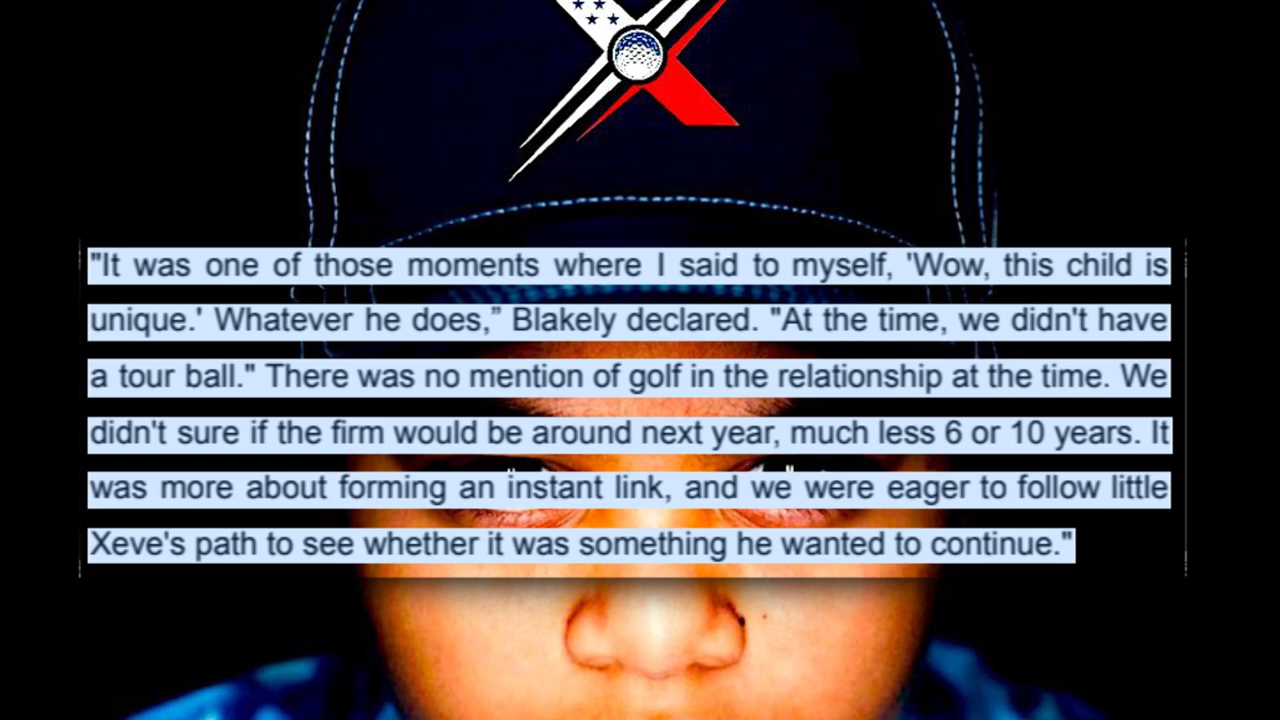 "It was one of those moments where I said to myself, 'Wow, this child is
unique.' Whatever he does,” Blakely declared. "At the time, we didn't have
a tour ball." There was no mention of golf in the relationship at the time. We
didn't sure if the firm would be around next year, much less 6 or 10 years. It
was more about forming an instant link, and we were eager to follow little
Xeve's path to see whether it was something he wanted to continue."